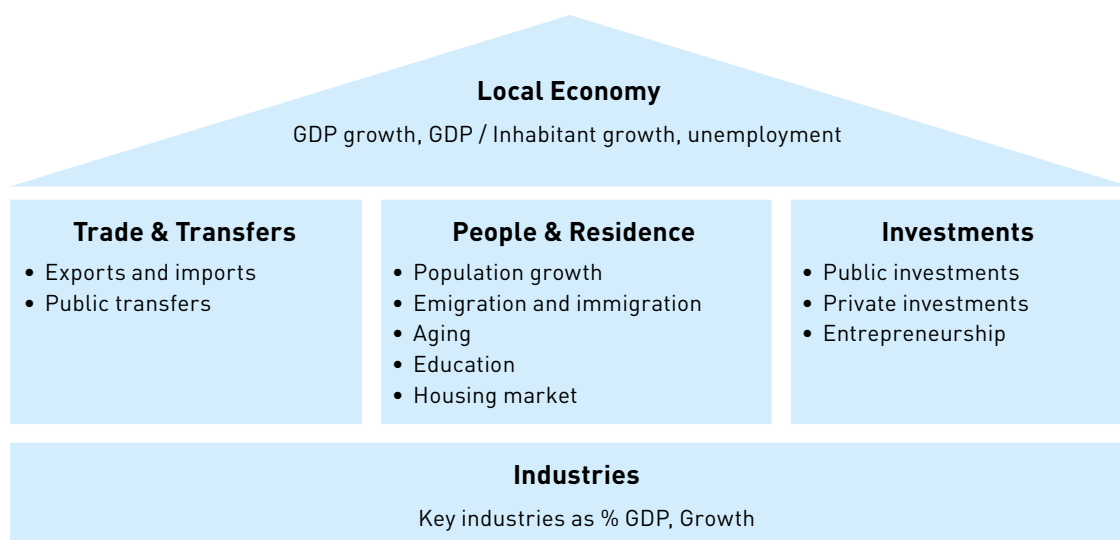 Local Economy
GDP growth, GDP / Inhabitant growth, unemployment
Trade & Transfers
• Exports and imports
• Public transfers
People & Residence
• Population growth
• Emigration and immigration
• Aging
• Education
• Housing market
Investments
• Public investments
• Private investments
• Entrepreneurship
Industries
Key industries as % GDP, Growth